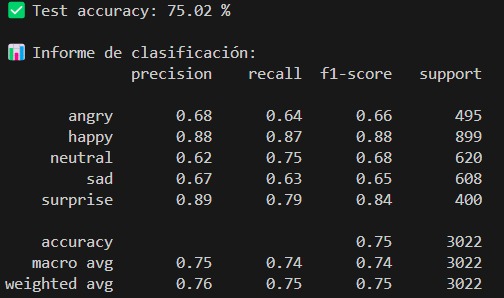 ✅ Test accuracy: 75.02 %
📊 Informe de clasificación:
precision recall f1-score support
angry 0.68 0.64 0.66 495
happy 0.88 0.87 0.88 899
neutral 0.62 0.75 0.68 620
sad 0.67 0.63 0.65 608
surprise 0.89 0.79 0.84 400
accuracy 0.75 3022
macro avg 0.75 0.74 0.74 3022
weighted avg 0.76 0.75 0.75 3022